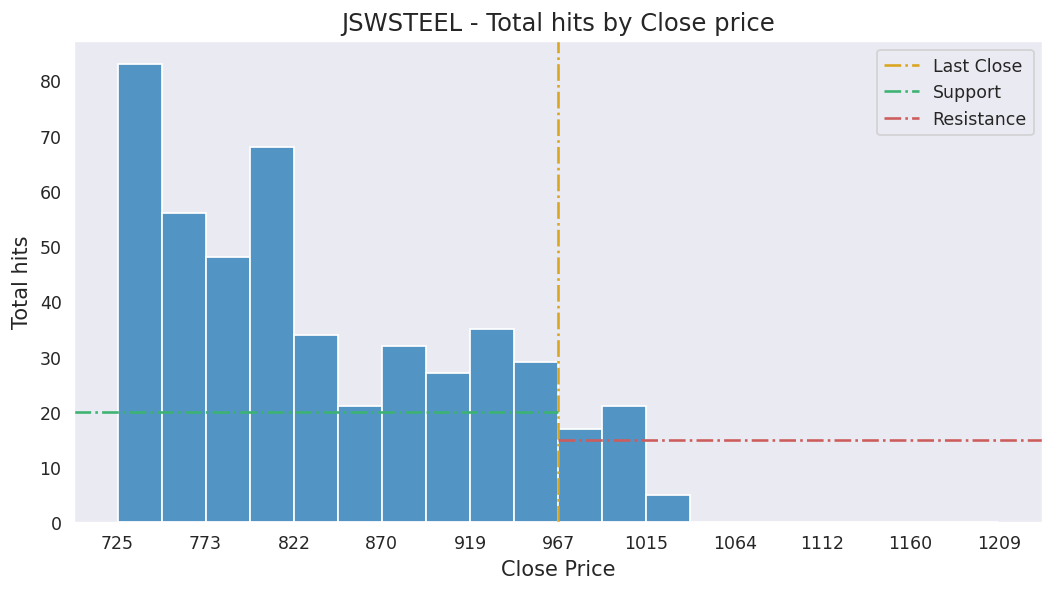 JSWSTEEL - Total hits by Close price
Last Close
Support
Resistance
Total hits
80
70
60
50
40
30
20
10
0
725 773 822 870 919 967 1015 1064 1112 1160 1209
Close Price